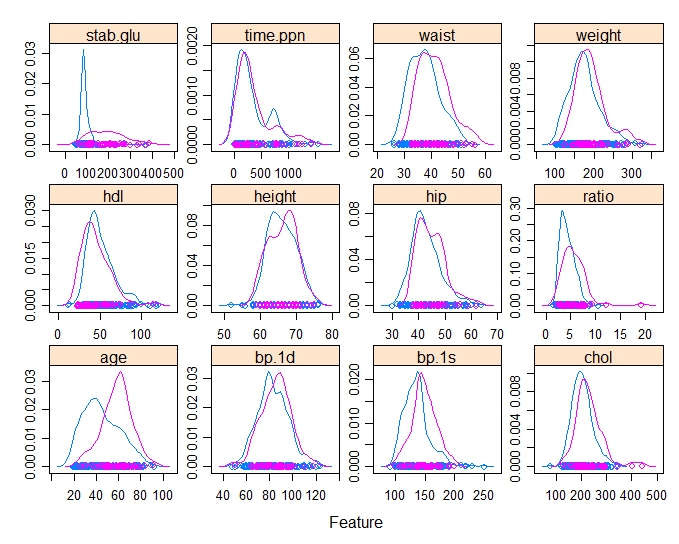 stab.glu time.ppn waist weight
0.00 0.01 0.02 0.03 0.0000 0.0010 0.0020 0.00 0.02 0.04 0.06 0.000 0.004 0.008
0 100 200 300 400 500 0 500 1000 20 30 40 50 60 100 200 300
hdl height hip ratio
0.000 0.015 0.030 0.00 0.04 0.08 0.00 0.04 0.08 0.00 0.10 0.20 0.30
0 50 100 50 60 70 80 30 40 50 60 70 0 5 10 15 20
age bp.1d bp.1s chol
0.00 0.01 0.02 0.03 0.00 0.01 0.02 0.03 0.000 0.010 0.020 0.000 0.004 0.008
20 40 60 80 100 40 60 80 100 120 100 150 200 250 100 200 300 400 500
Feature